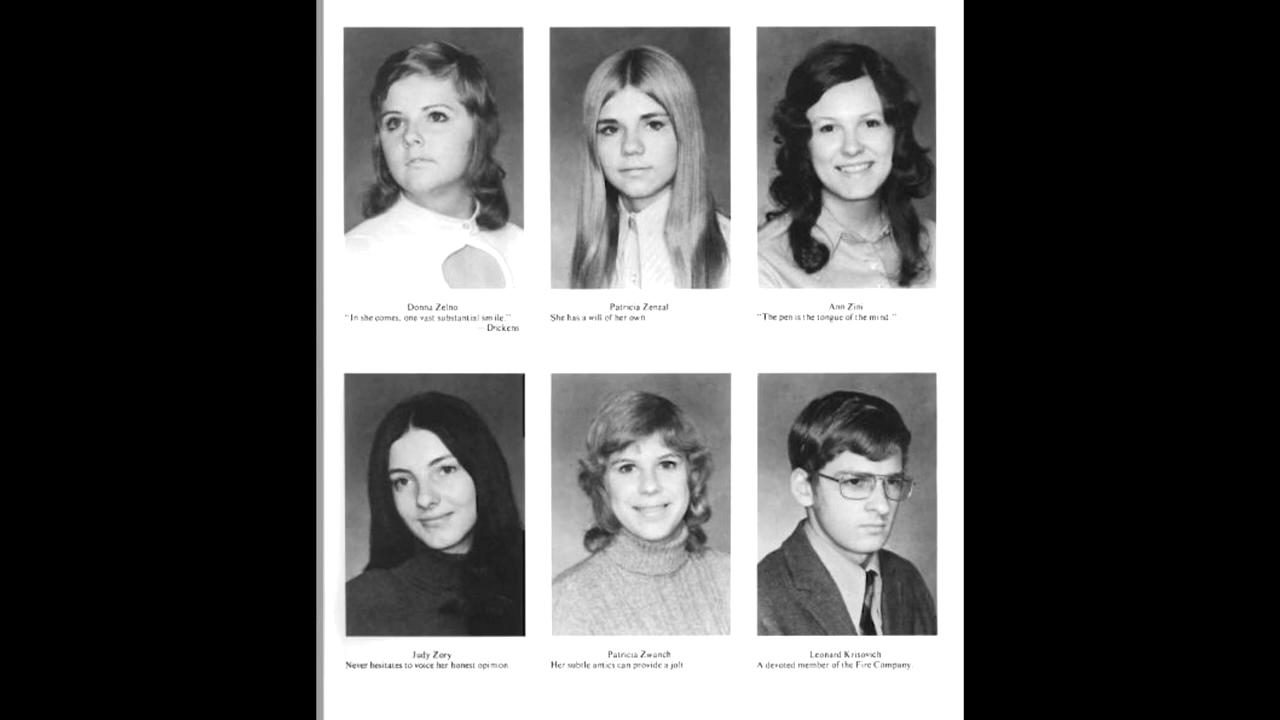 Donna Zelno
"In she comes, one vast substantial smile."
— Dickens
Patricia Zenzal
She has a will of her own.
Ann Zini
"The pen is the tongue of the mind."
Judy Zory
Never hesitates to voice her honest opinion.
Patricia Zwanch
Her subtle antics can provide a jolt.
Leonard Krisovich
A devoted member of the Fire Company.